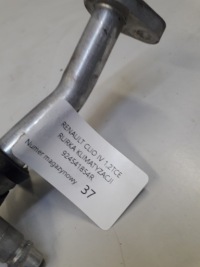 RENAULT CLIO IV 1.2TCE
RURKA KLIMATYZACJI
924541854R
Numer magazynowy 37